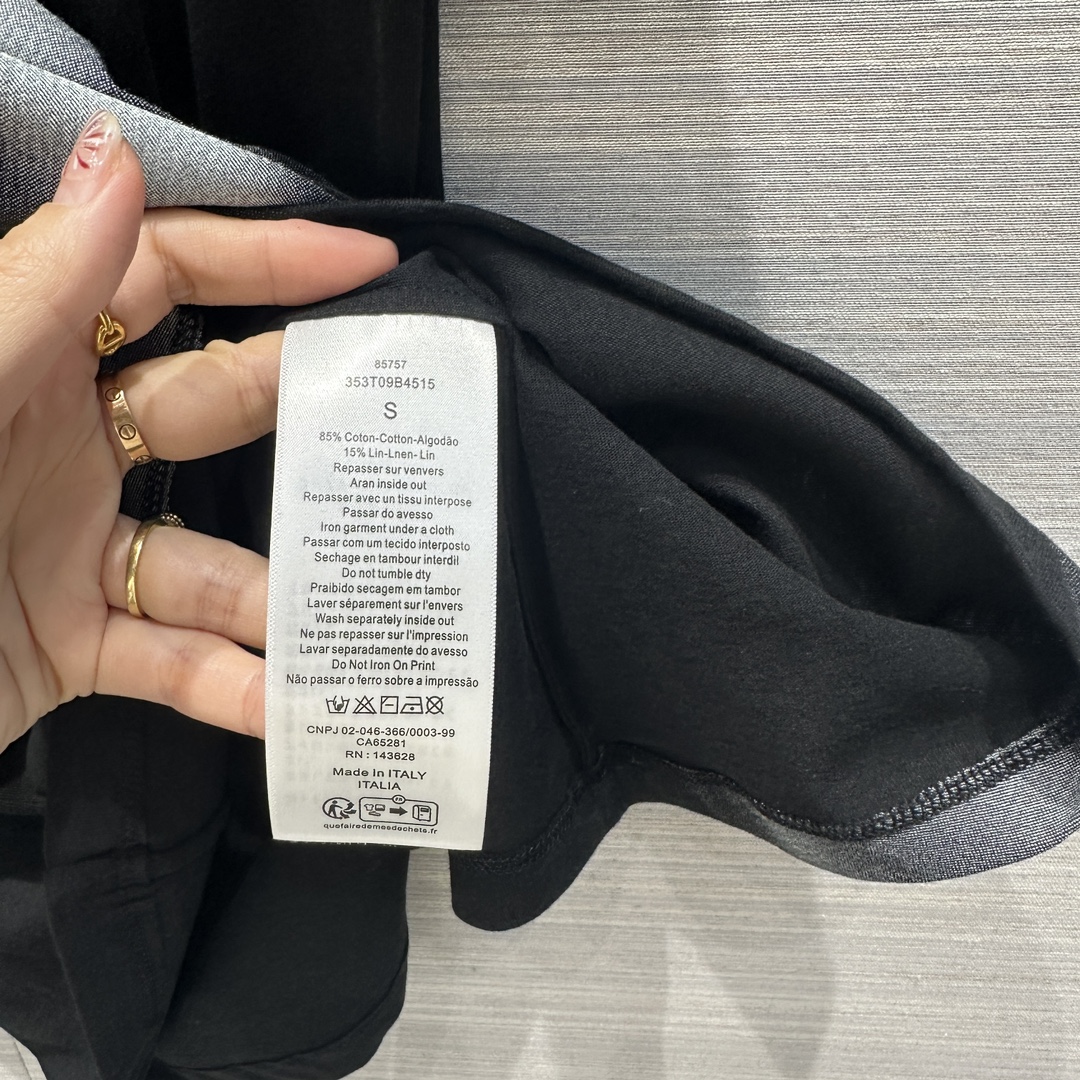 85757
353T09B4515
S
85% Coton-Cotton-Algodão
15% Lin-Lnen- Lin
Repasser sur venvers
Aran inside out
Repasser avec un tissu interpose
Passar do avesso
Iron garment under a cloth
Passar com um tecido interposto
Sechage en tambour interdil
Do not tumble dty
Praibido secagem em tambor
Laver séparement sur l'envers
Wash separately inside out
Ne pas repasser sur l'impression
Lavar separadamente do avesso
Do Not Iron On Print
Não passar o ferro sobre a impressão
CNPJ 02-046-366/0003-99
CA65281
RN : 143628
Made In ITALY
ITALIA
FR
quefairedemesdechets.fr